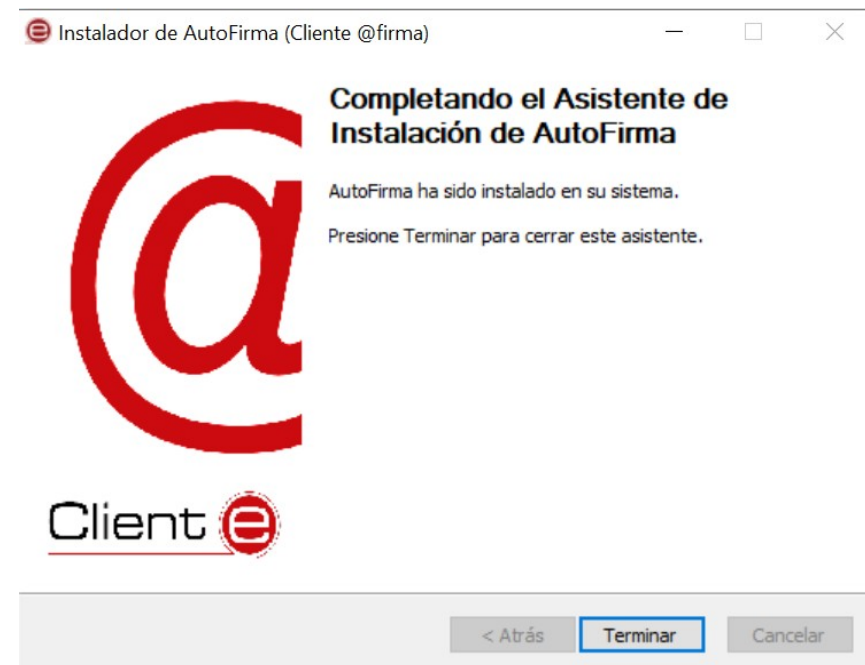 Instalador de AutoFirma (Cliente @firma)
Completando el Asistente de
Instalación de AutoFirma
AutoFirma ha sido instalado en su sistema.
Presione Terminar para cerrar este asistente.
@
Client e
< Atrás
Terminar
Cancelar